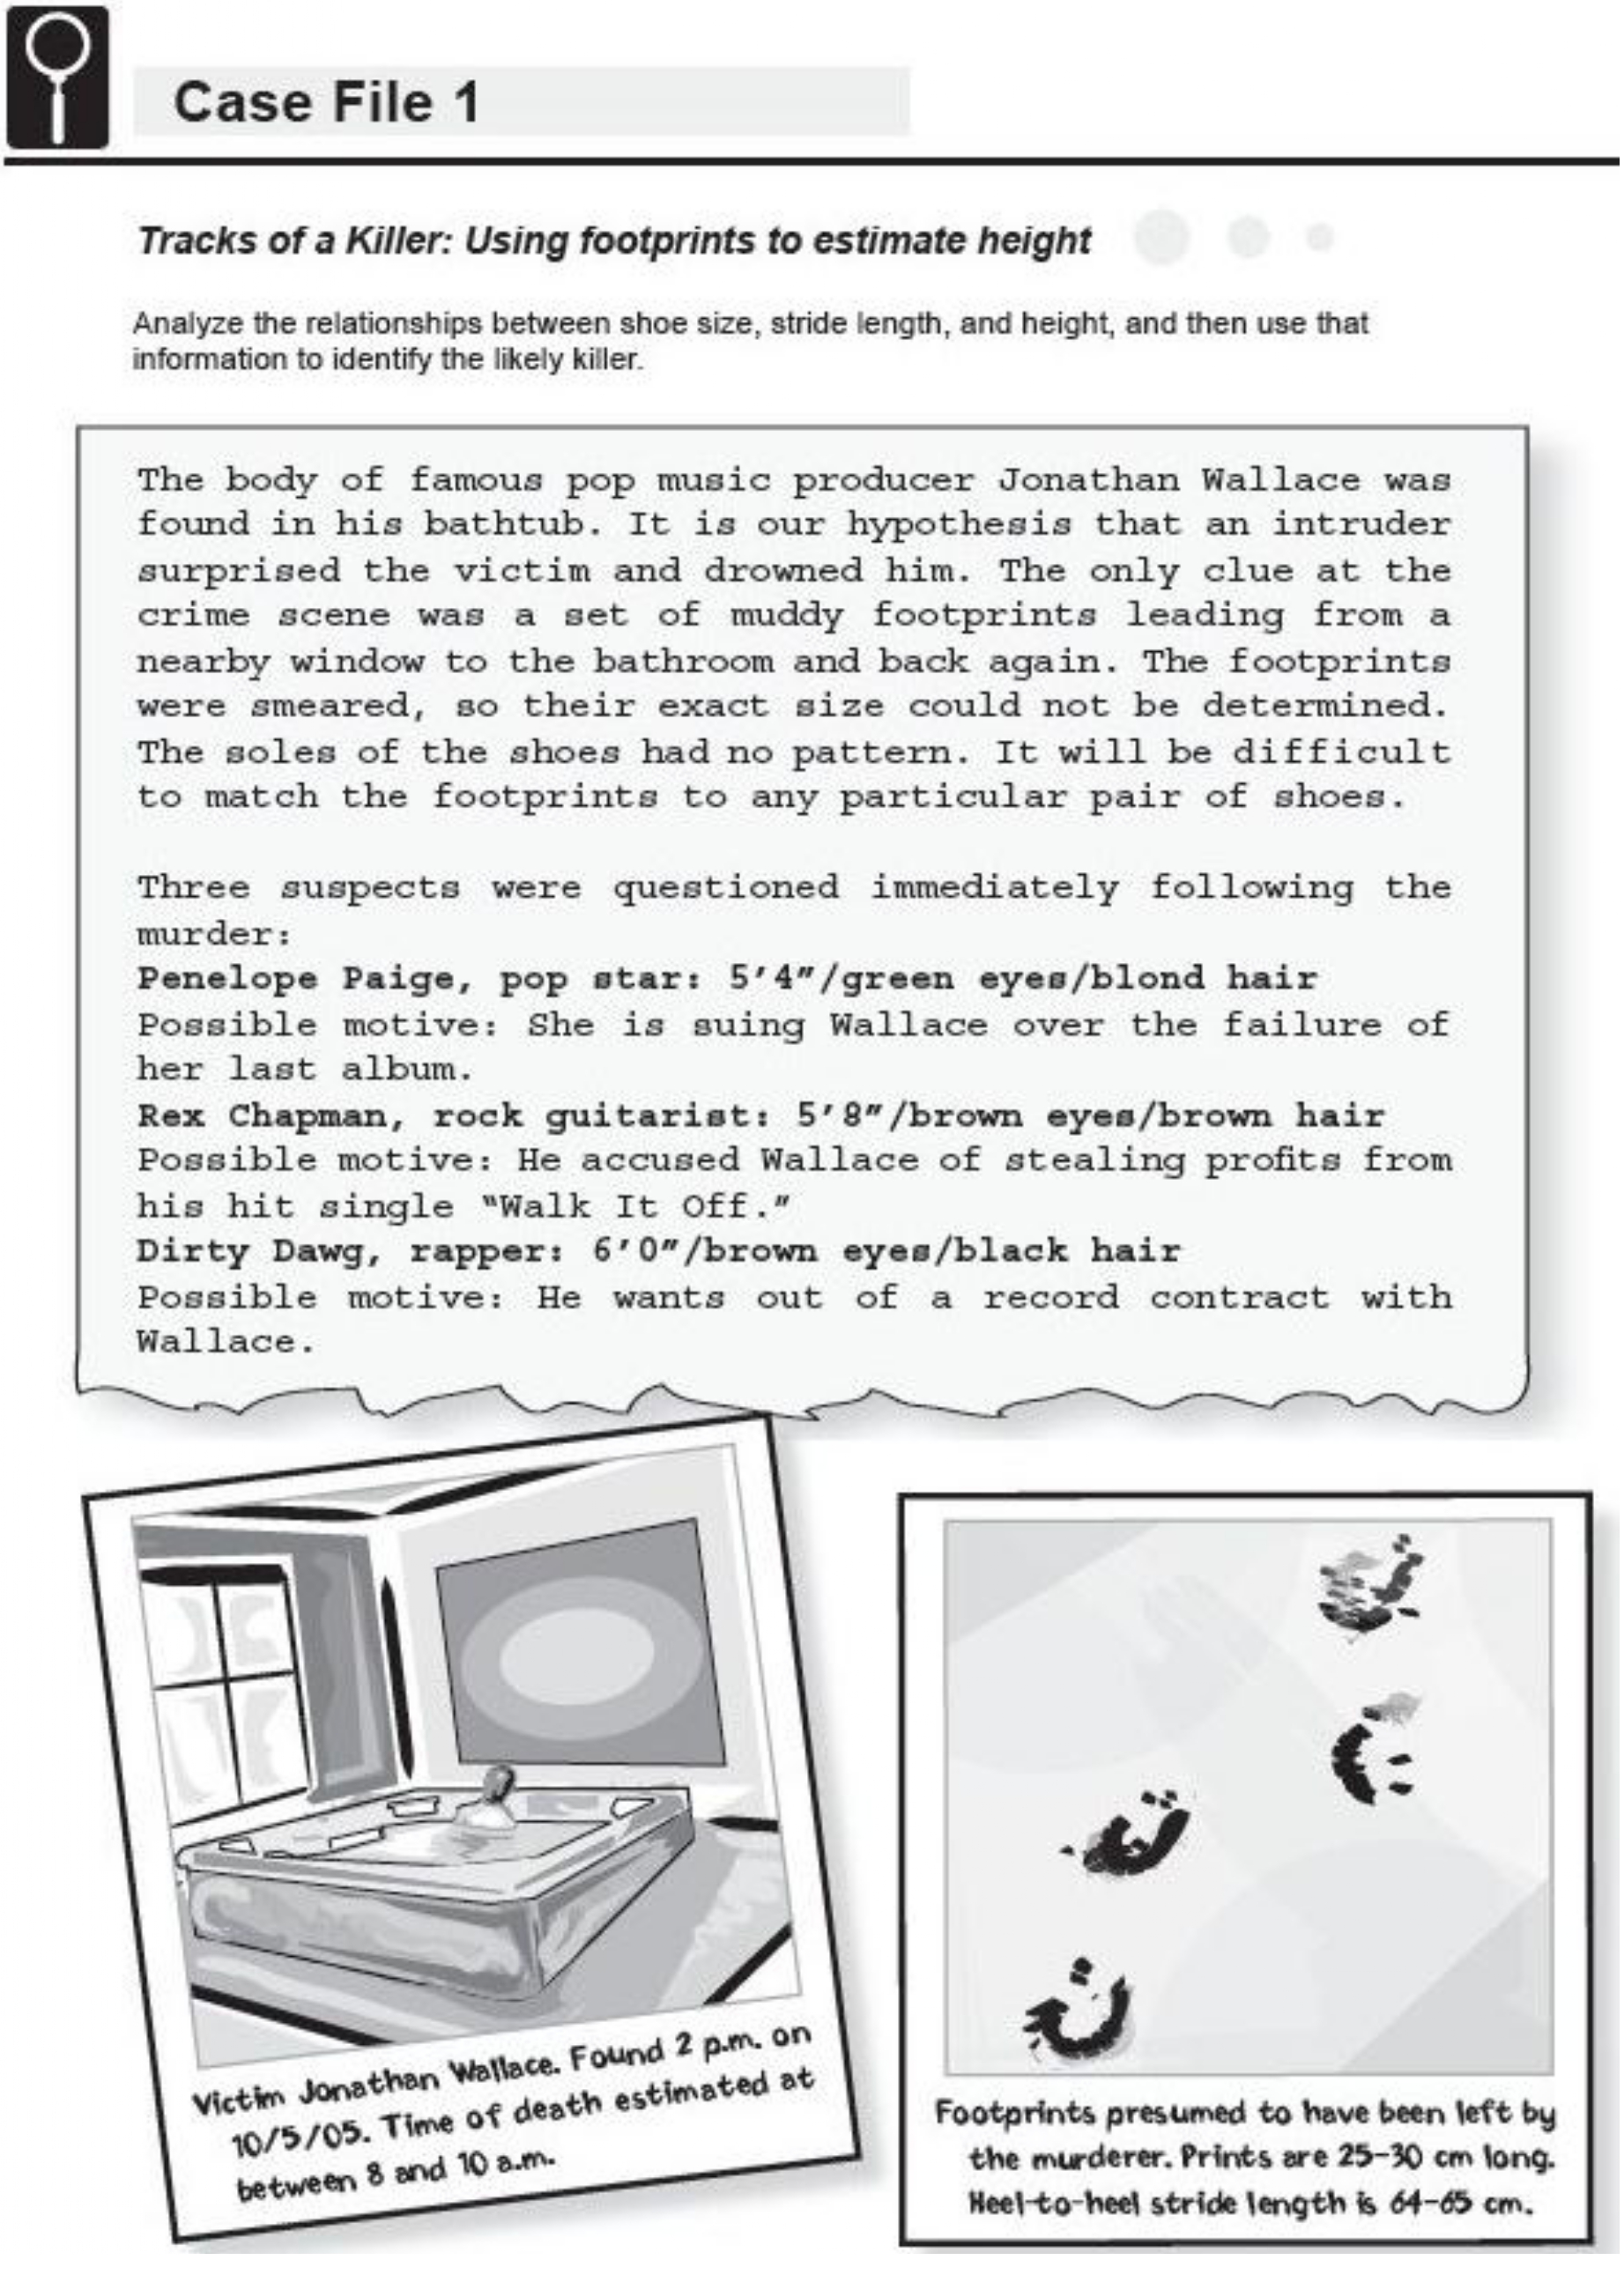 Case File 1
Tracks of a Killer: Using footprints to estimate height
Analyze the relationships between shoe size, stride length, and height, and then use that
information to identify the likely killer.
The body of famous pop music producer Jonathan Wallace was
found in his bathtub. It is our hypothesis that an intruder
surprised the victim and drowned him. The only clue at the
crime scene was a set of muddy footprints leading from a
nearby window to the bathroom and back again. The footprints
were smeared, so their exact size could not be determined.
The soles of the shoes had no pattern. It will be difficult
to match the footprints to any particular pair of shoes.
Three suspects were questioned immediately following the
murder:
Penelope Paige, pop star: 5′4″/green eyes/blond hair
Possible motive: She is suing Wallace over the failure of
her last album.
Rex Chapman, rock guitarist: 5′8″/brown eyes/brown hair
Possible motive: He accused Wallace of stealing profits from
his hit single “Walk It Off.”
Dirty Dawg, rapper: 6′0″/brown eyes/black hair
Possible motive: He wants out of a record contract with
Wallace.
Victim Jonathan Wallace. Found 2 p.m. on
10/5/05. Time of death estimated at
between 8 and 10 a.m.
Footprints presumed to have been left by
the murderer. Prints are 25-30 cm long.
Heel-to-heel stride length is 64-65 cm.